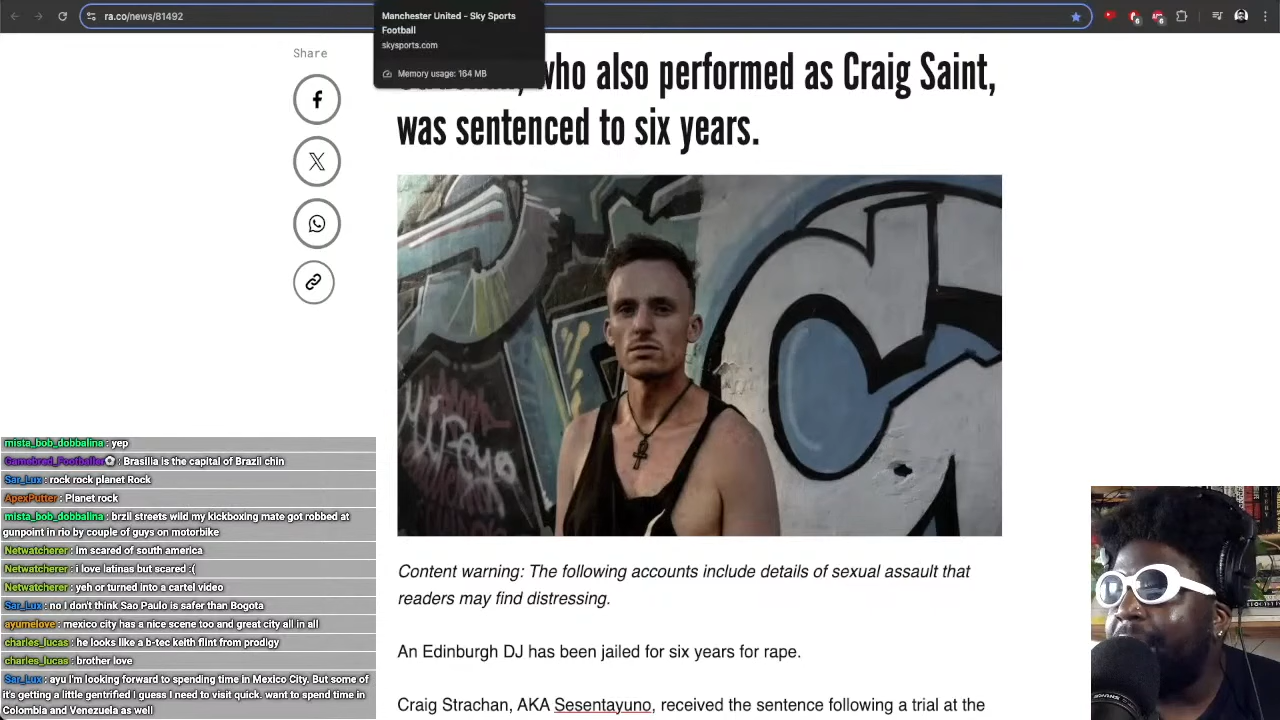 ra.co/news/81492
Manchester United - Sky Sports
Football
skysports.com
Memory usage: 164 MB
Share
who also performed as Craig Saint,
was sentenced to six years.
Content warning: The following accounts include details of sexual assault that
readers may find distressing.
An Edinburgh DJ has been jailed for six years for rape.
Craig Strachan, AKA Sesentayuno, received the sentence following a trial at the
mista_bob_dobbalina : yep
Gamebred_Footballer : Brasilia is the capital of Brazil chin
Sar_Lux : rock rock planet Rock
ApexPutter : Planet rock
mista_bob_dobbalina : brzil streets wild my kickboxing mate got robbed at
gunpoint in rio by couple of guys on motorbike
Netwatcherer : im scared of south america
Netwatcherer : i love latinas but scared :(
Netwatcherer : yeh or turned into a cartel video
Sar_Lux : no I don't think Sao Paulo is safer than Bogota
ayumelove : mexico city has a nice scene too and great city all in all
charles_lucas : he looks like a b-tec keith flint from prodigy
charles_lucas : brother love
Sar_Lux : ayu I'm looking forward to spending time in Mexico City. But some of
it's getting a little gentrified I guess I need to visit quick. want to spend time in
Colombia and Venezuela as well